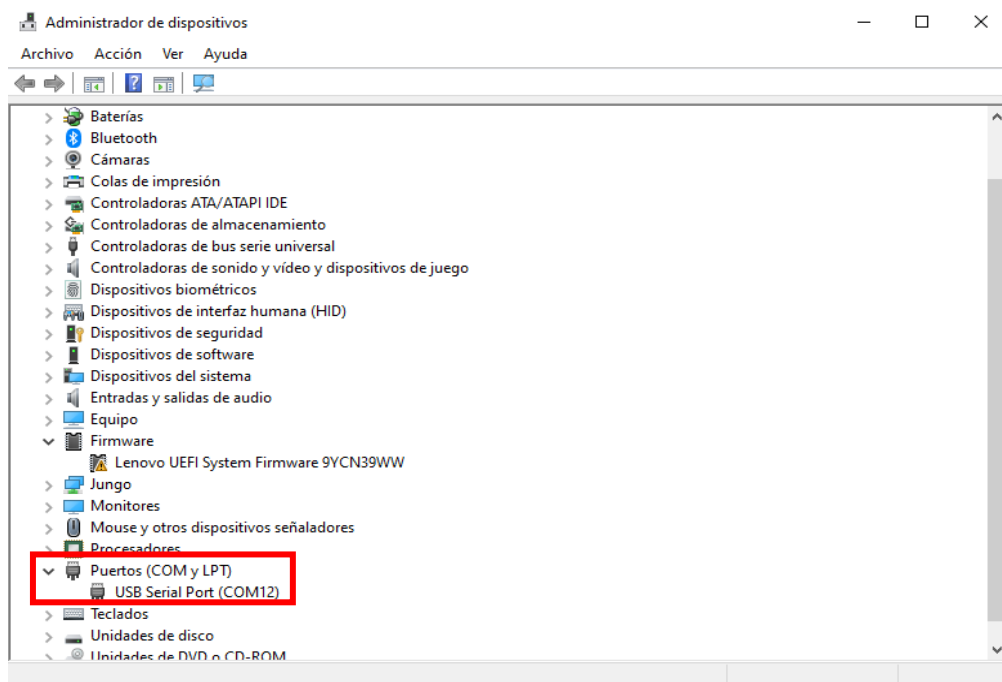 Administrador de dispositivos
Archivo Acción Ver Ayuda
Baterías
Bluetooth
Cámaras
Colas de impresión
Controladoras ATA/ATAPI IDE
Controladoras de almacenamiento
Controladoras de bus serie universal
Controladoras de sonido y vídeo y dispositivos de juego
Dispositivos biométricos
Dispositivos de interfaz humana (HID)
Dispositivos de seguridad
Dispositivos de software
Dispositivos del sistema
Entradas y salidas de audio
Equipo
Firmware
Lenovo UEFI System Firmware 9YCN39WW
Jungo
Monitores
Mouse y otros dispositivos señaladores
Procesadores
Puertos (COM y LPT)
USB Serial Port (COM12)
Teclados
Unidades de disco
Unidades de DVD o CD-ROM